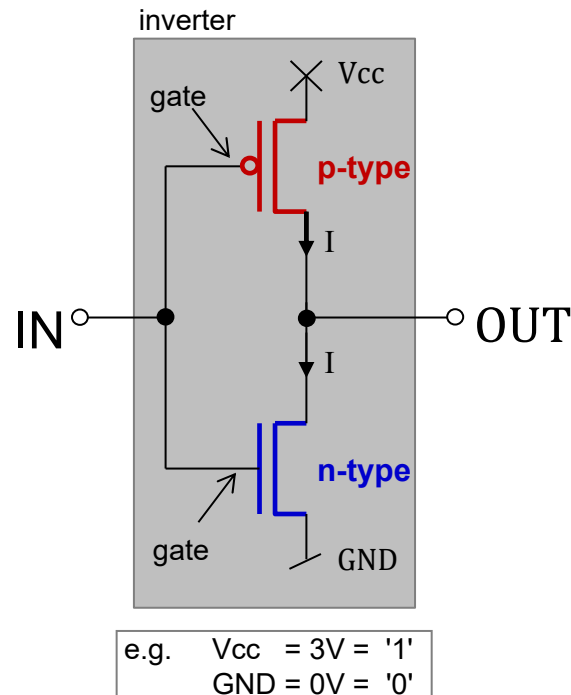 inverter
Vcc
gate
p-type
I
IN
OUT
I
n-type
gate
GND
e.g. Vcc = 3V = '1'
GND = 0V = '0'